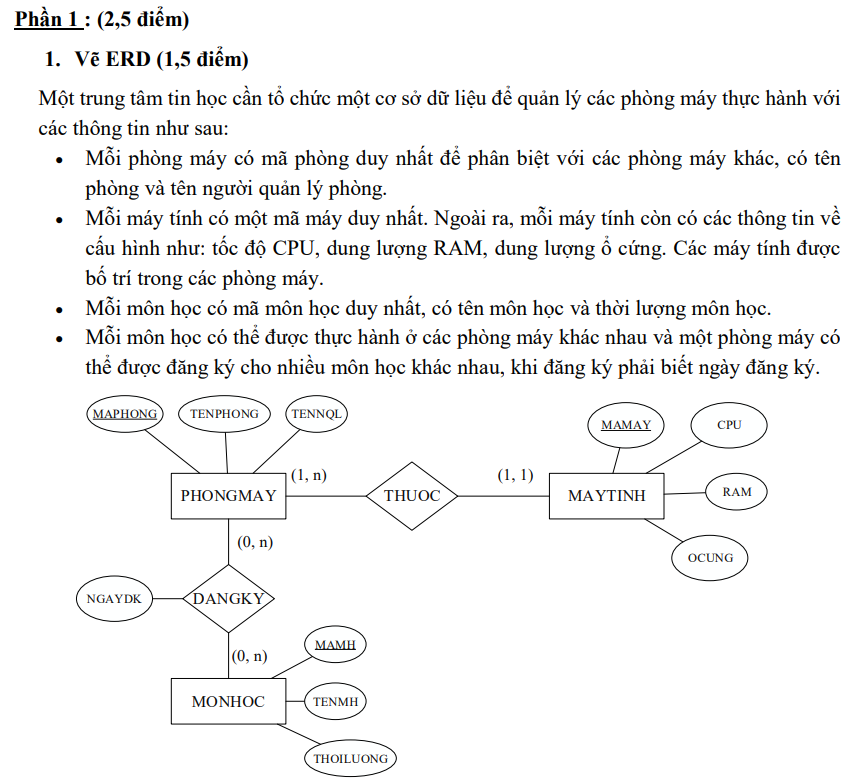 Phần 1 : (2,5 điểm)
1. Vẽ ERD (1,5 điểm)
Một trung tâm tin học cần tổ chức một cơ sở dữ liệu để quản lý các phòng máy thực hành với
các thông tin như sau:
• Mỗi phòng máy có mã phòng duy nhất để phân biệt với các phòng máy khác, có tên
phòng và tên người quản lý phòng.
• Mỗi máy tính có một mã máy duy nhất. Ngoài ra, mỗi máy tính còn có các thông tin về
cấu hình như: tốc độ CPU, dung lượng RAM, dung lượng ổ cứng. Các máy tính được
bố trí trong các phòng máy.
• Mỗi môn học có mã môn học duy nhất, có tên môn học và thời lượng môn học.
• Mỗi môn học có thể được thực hành ở các phòng máy khác nhau và một phòng máy có
thể được đăng ký cho nhiều môn học khác nhau, khi đăng ký phải biết ngày đăng ký.
MAPHONG TENPHONG TENNQL
MAMAY CPU
(1, n) (1, 1)
PHONGMAY THUOC MAYTINH RAM
(0, n)
OCUNG
NGAYDK DANGKY
MAMH
(0, n)
MONHOC TENMH
THOILUONG